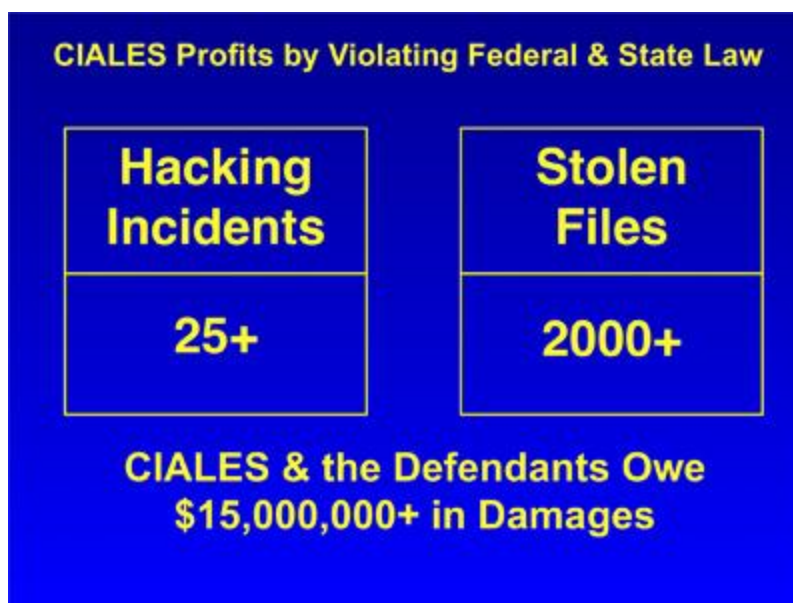 CIALES Profits by Violating Federal & State Law
Hacking
Incidents
25+
Stolen
Files
2000+
CIALES & the Defendants Owe
$15,000,000+ in Damages